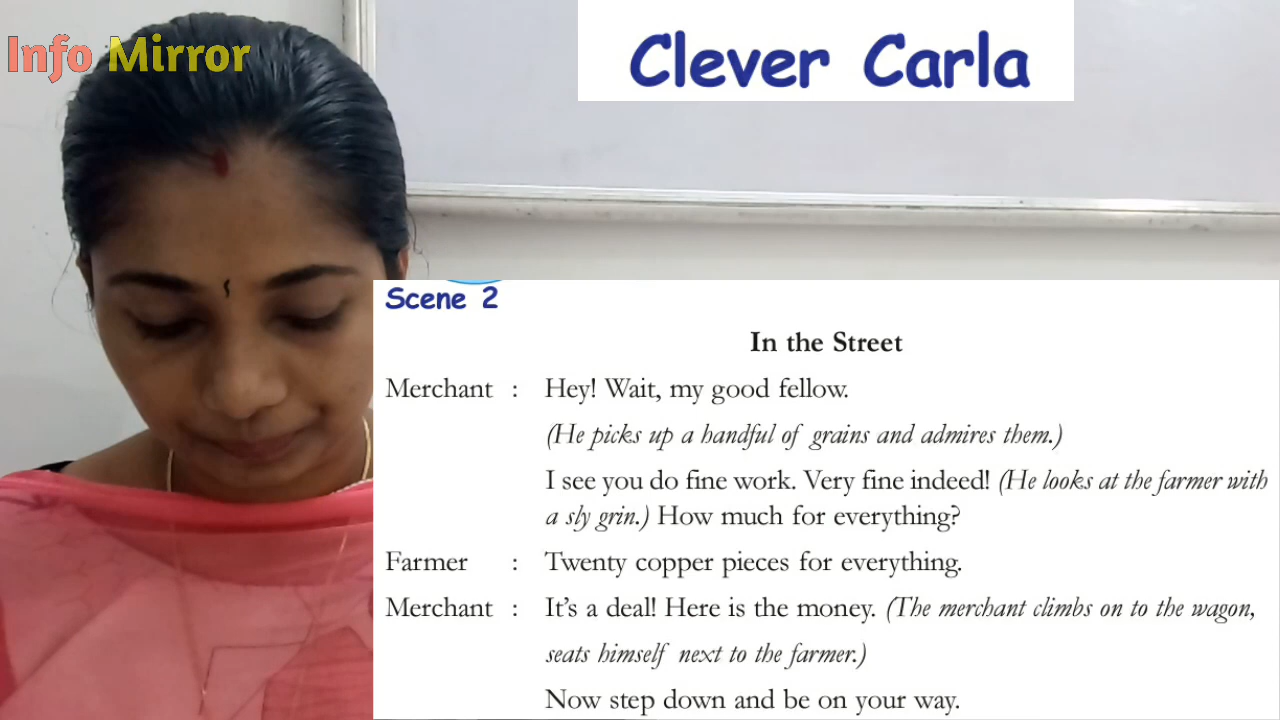 Info Mirror
Clever Carla
Scene 2
In the Street
Merchant : Hey! Wait, my good fellow.
(He picks up a handful of grains and admires them.)
I see you do fine work. Very fine indeed! (He looks at the farmer with
a sly grin.) How much for everything?
Farmer : Twenty copper pieces for everything.
Merchant : It's a deal! Here is the money. (The merchant climbs on to the wagon,
seats himself next to the farmer.)
Now step down and be on your way.